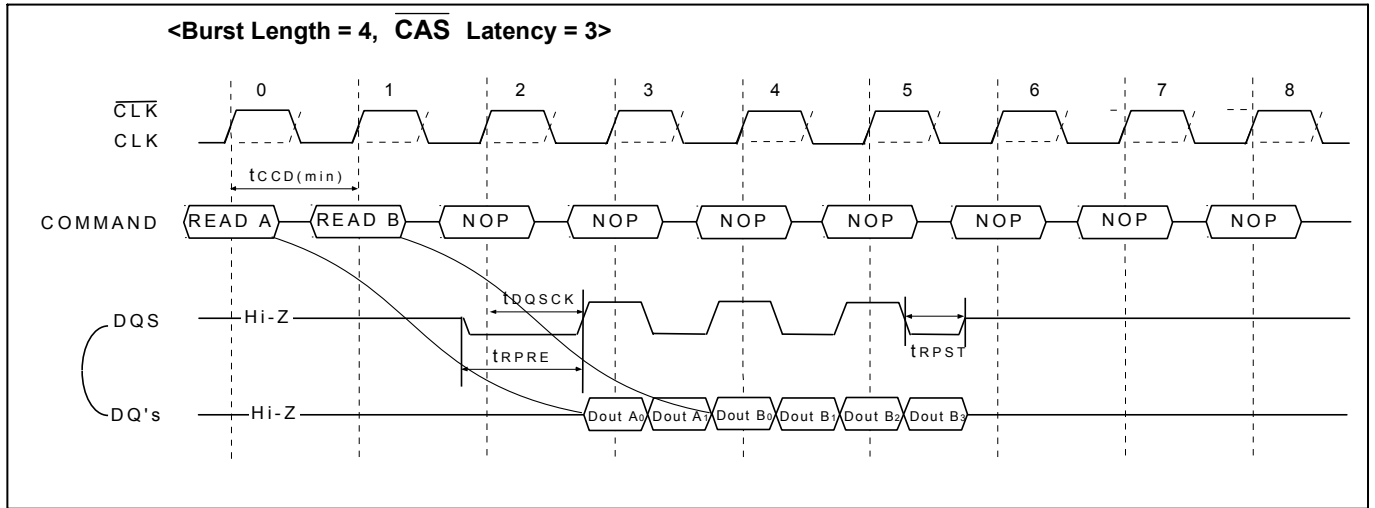 <Burst Length = 4, CAS Latency = 3>
0 1 2 3 4 5 6 7 8
CLK
CLK
tCCD(min)
COMMAND READ A READ B NOP NOP NOP NOP NOP NOP NOP
tDQSCK
DQS Hi-Z
tRPRE tRPST
DQ's Hi-Z Dout A0 Dout A1 Dout B0 Dout B1 Dout B2 Dout B3